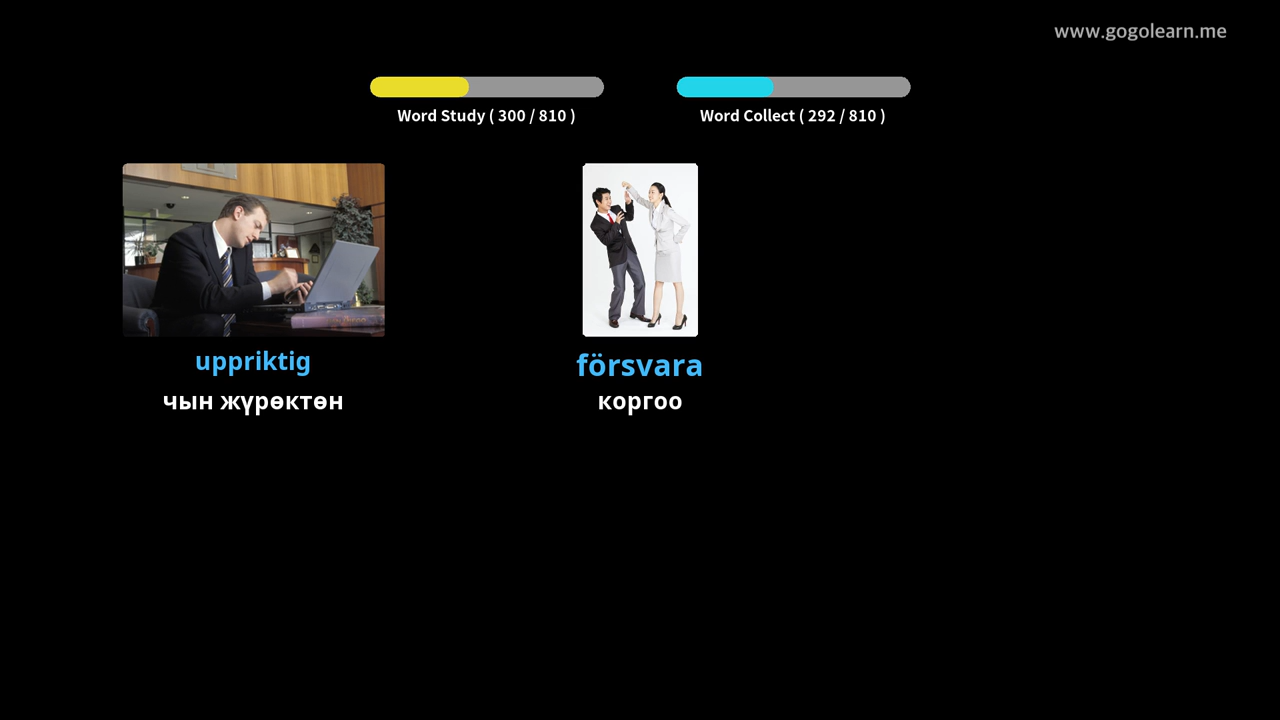 www.gogolearn.me
Word Study ( 300 / 810 )
Word Collect ( 292 / 810 )
uppriktig
чын жүрөктөн
försvara
коргоо